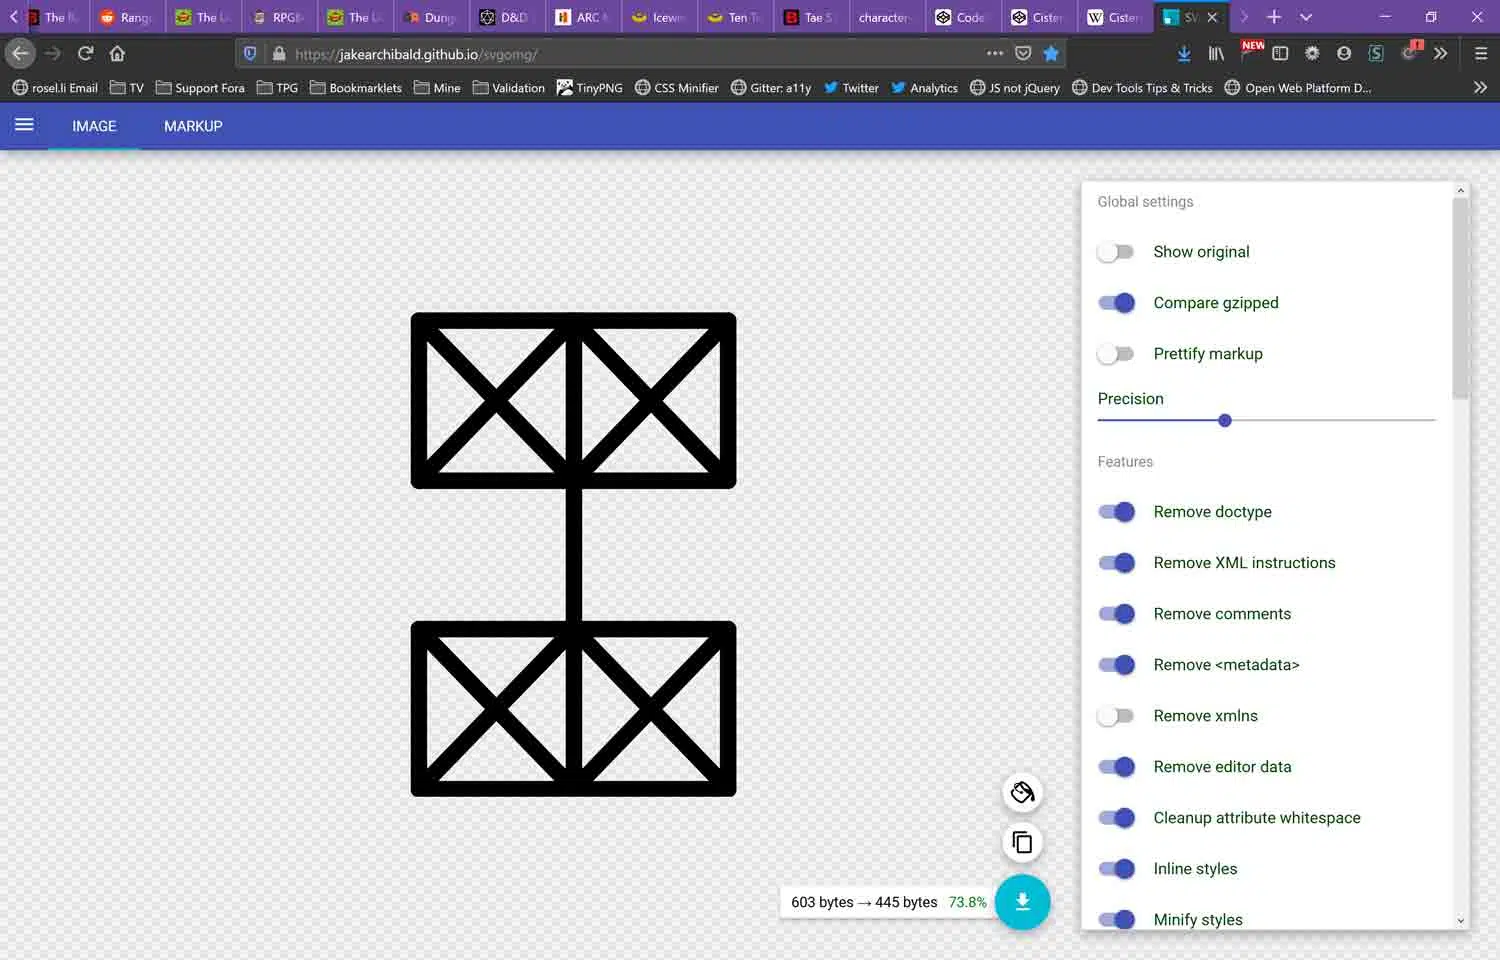 The
Rang
The
RPG
The
Dung
D&D
ARC
Icew
Ten
Tae S
character
Code
Cister
Cister
SV
https://jakearchibald.github.io/svgomg/
NEW
rosel.li Email TV Support Fora TPG Bookmarklets Mine Validation TinyPNG CSS Minifier Gitter: a11y Twitter Analytics JS not jQuery Dev Tools Tips & Tricks Open Web Platform D...
IMAGE MARKUP
Global settings
Show original
Compare gzipped
Prettify markup
Precision
Features
Remove doctype
Remove XML instructions
Remove comments
Remove <metadata>
Remove xmlns
Remove editor data
Cleanup attribute whitespace
Inline styles
Minify styles
603 bytes → 445 bytes 73.8%